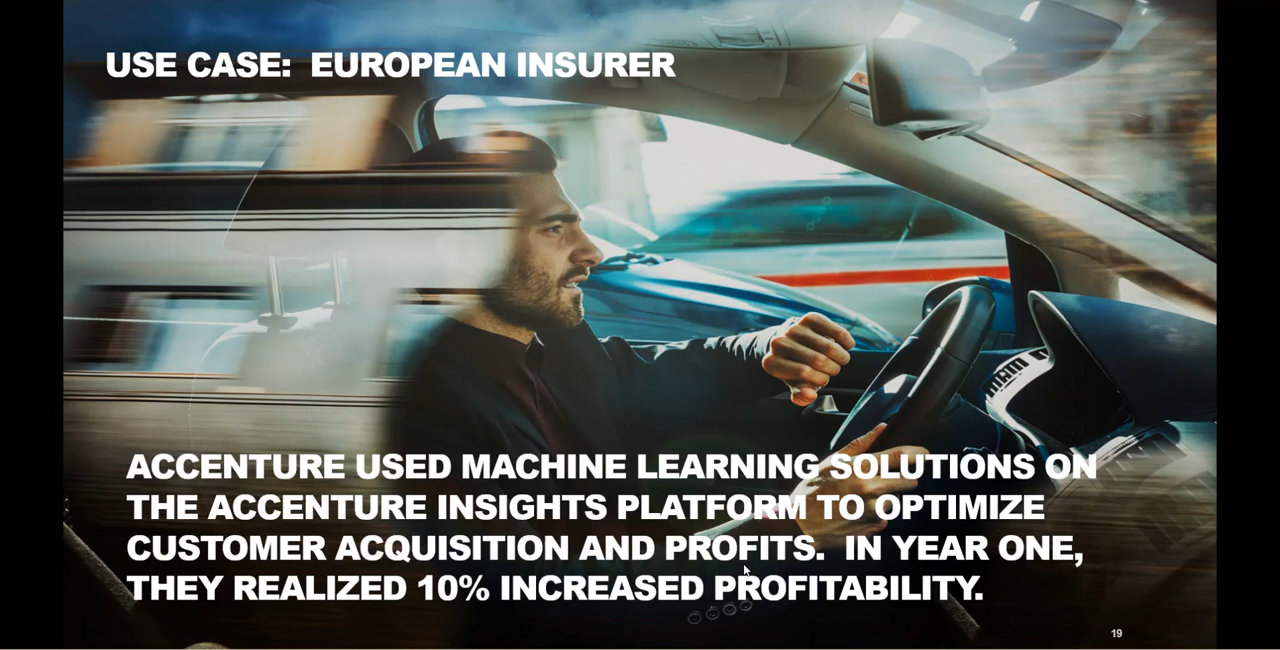 USE CASE:  EUROPEAN INSURER
ACCENTURE USED MACHINE LEARNING SOLUTIONS ON
THE ACCENTURE INSIGHTS PLATFORM TO OPTIMIZE
CUSTOMER ACQUISITION AND PROFITS.  IN YEAR ONE,
THEY REALIZED 10% INCREASED PROFITABILITY.
19